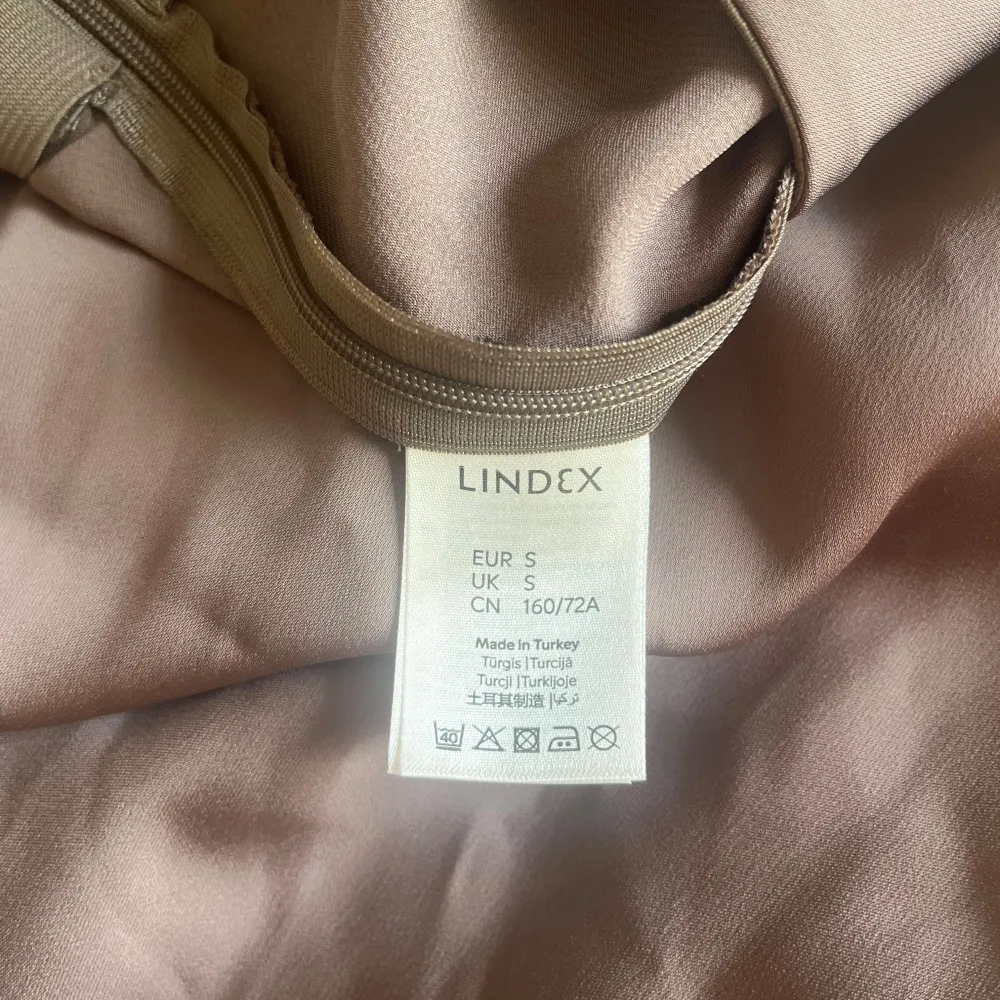 LINDEX
EUR S
UK S
CN 160/72A
Made in Turkey
Türgis |Turcijā
Turcji |Turkijoje
土耳其制造 |تركيا
40